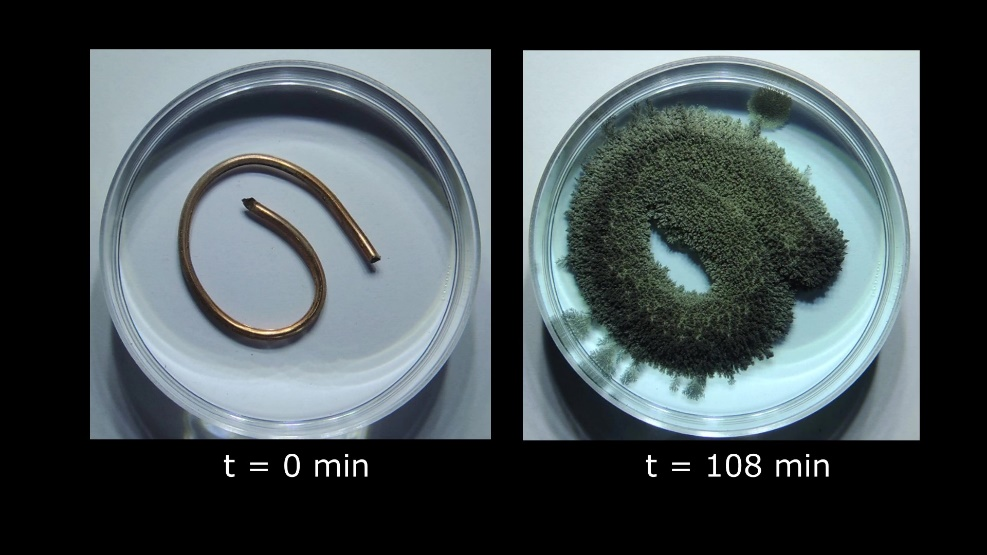 t = 0 min
t = 108 min